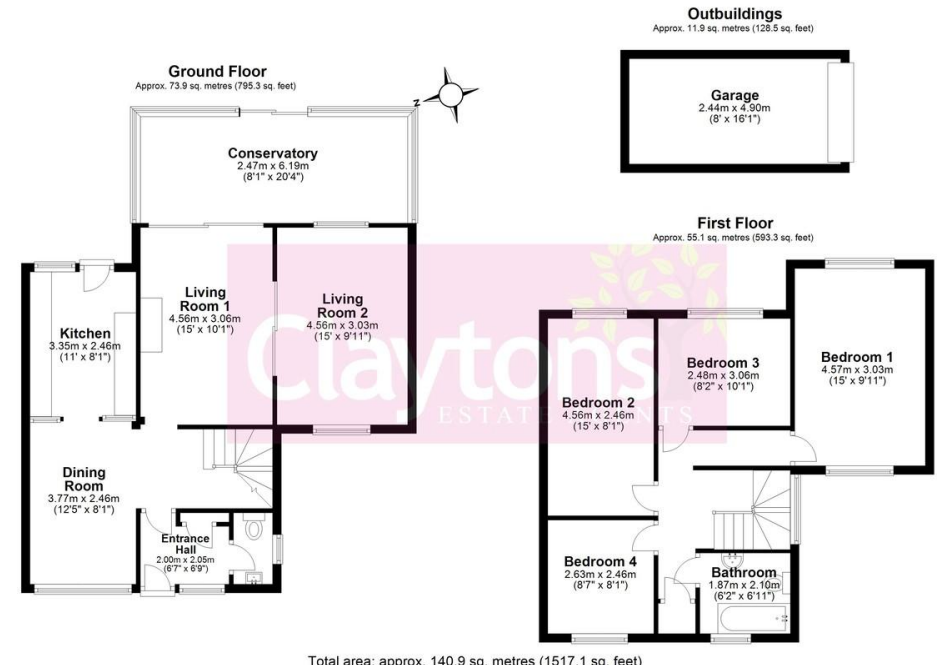 Outbuildings
Approx. 11.9 sq. metres (128.5 sq. feet)
Garage
2.44m x 4.90m
(8' x 16'1")
Ground Floor
Approx. 73.9 sq. metres (795.3 sq. feet)
N
Conservatory
2.47m x 6.19m
(8'1" x 20'4")
Living
Room 1
4.56m x 3.06m
(15' x 10'1")
Living
Room 2
4.56m x 3.03m
(15' x 9'11")
Kitchen
3.35m x 2.46m
(11' x 8'1")
Dining
Room
3.77m x 2.46m
(12'5" x 8'1")
Entrance
Hall
2.00m x 2.05m
(6'7" x 6'9")
First Floor
Approx. 55.1 sq. metres (593.3 sq. feet)
Bedroom 1
4.57m x 3.03m
(15' x 9'11")
Bedroom 3
2.48m x 3.06m
(8'2" x 10'1")
Bedroom 2
4.56m x 2.46m
(15' x 8'1")
Bedroom 4
2.63m x 2.46m
(8'7" x 8'1")
Bathroom
1.87m x 2.10m
(6'2" x 6'11")
Claytons
ESTATE AGENTS
Total area: approx. 140.9 sq. metres (1517.1 sq. feet)